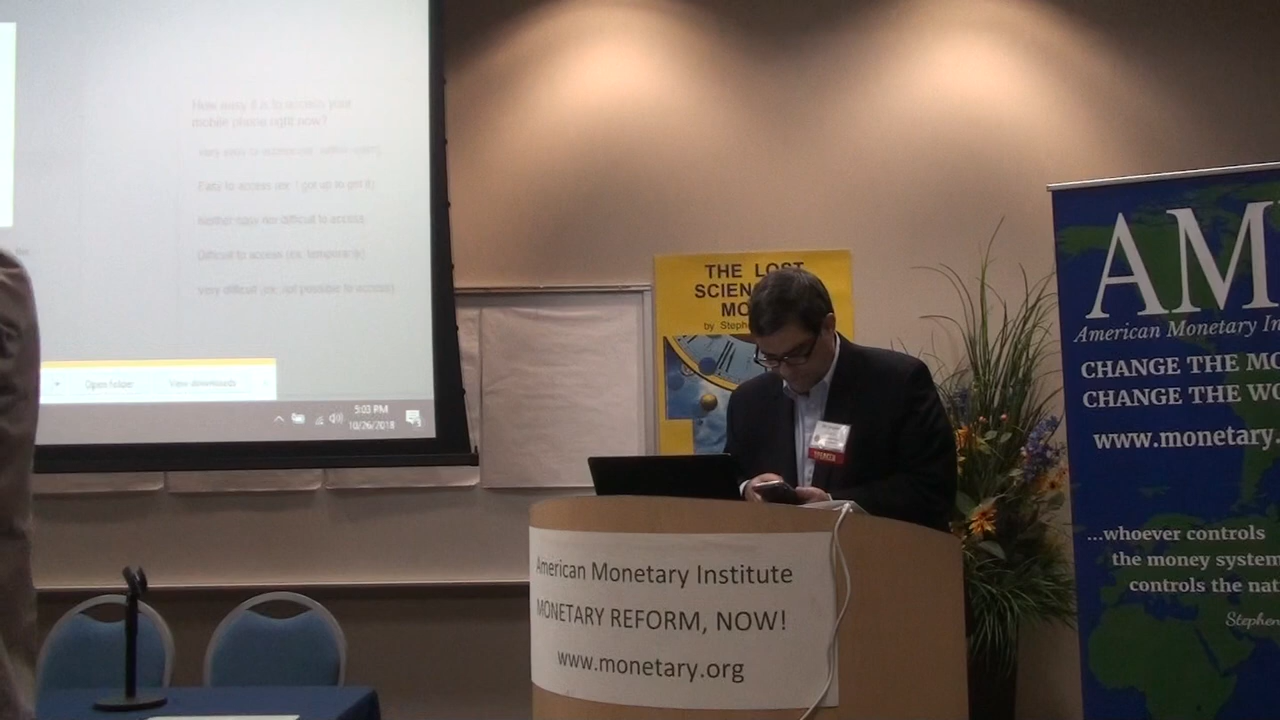 How easy it is to access your
mobile phone right now?
Easy to access (ex. I got up to get it)
Neither easy nor difficult to access
Difficult to access (ex. temporarily)
Very difficult (ex. not possible to access)
Open folder
View downloads
5:03 PM
10/26/2018
THE LOST
SCIEN
MO
by Steph
SPEAKER
American Monetary Institute
MONETARY REFORM, NOW!
www.monetary.org
AM
American Monetary In
CHANGE THE MO
CHANGE THE WO
www.monetary.
...whoever controls
the money system
controls the nat
Stephen